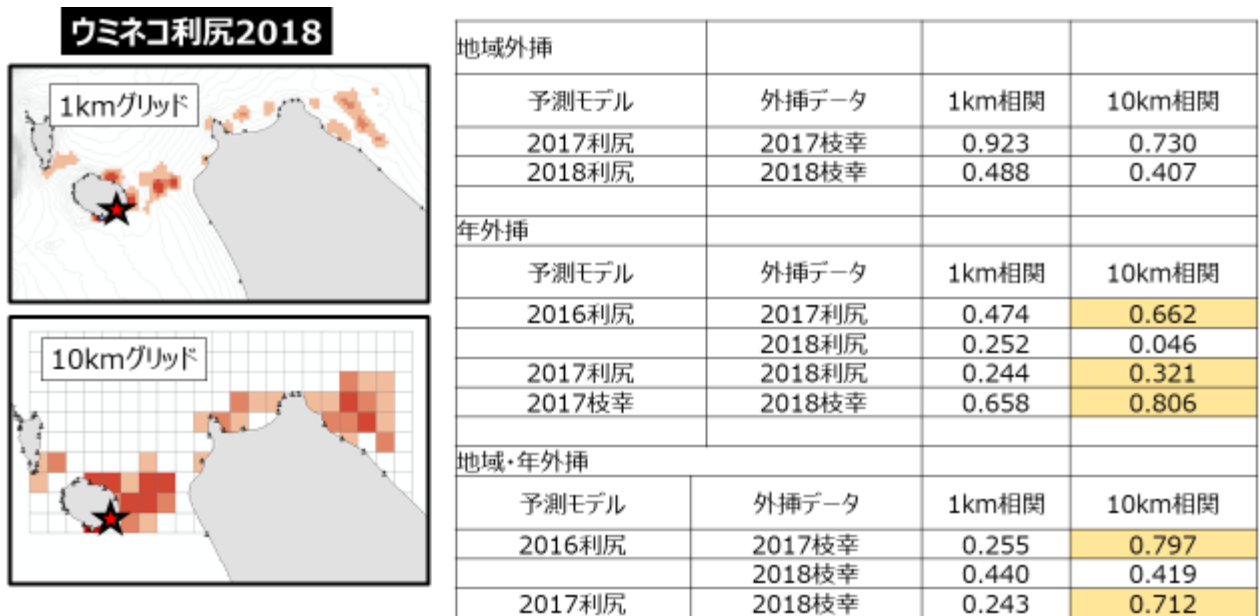 ウミネコ利尻2018
1kmグリッド
10kmグリッド
地域外挿
予測モデル 外挿データ 1km相関 10km相関
2017利尻 2017枝幸 0.923 0.730
2018利尻 2018枝幸 0.488 0.407
年外挿
予測モデル 外挿データ 1km相関 10km相関
2016利尻 2017利尻 0.474 0.662
2018利尻 0.252 0.046
2017利尻 2018利尻 0.244 0.321
2017枝幸 2018枝幸 0.658 0.806
地域・年外挿
予測モデル 外挿データ 1km相関 10km相関
2016利尻 2017枝幸 0.255 0.797
2018枝幸 0.440 0.419
2017利尻 2018枝幸 0.243 0.712